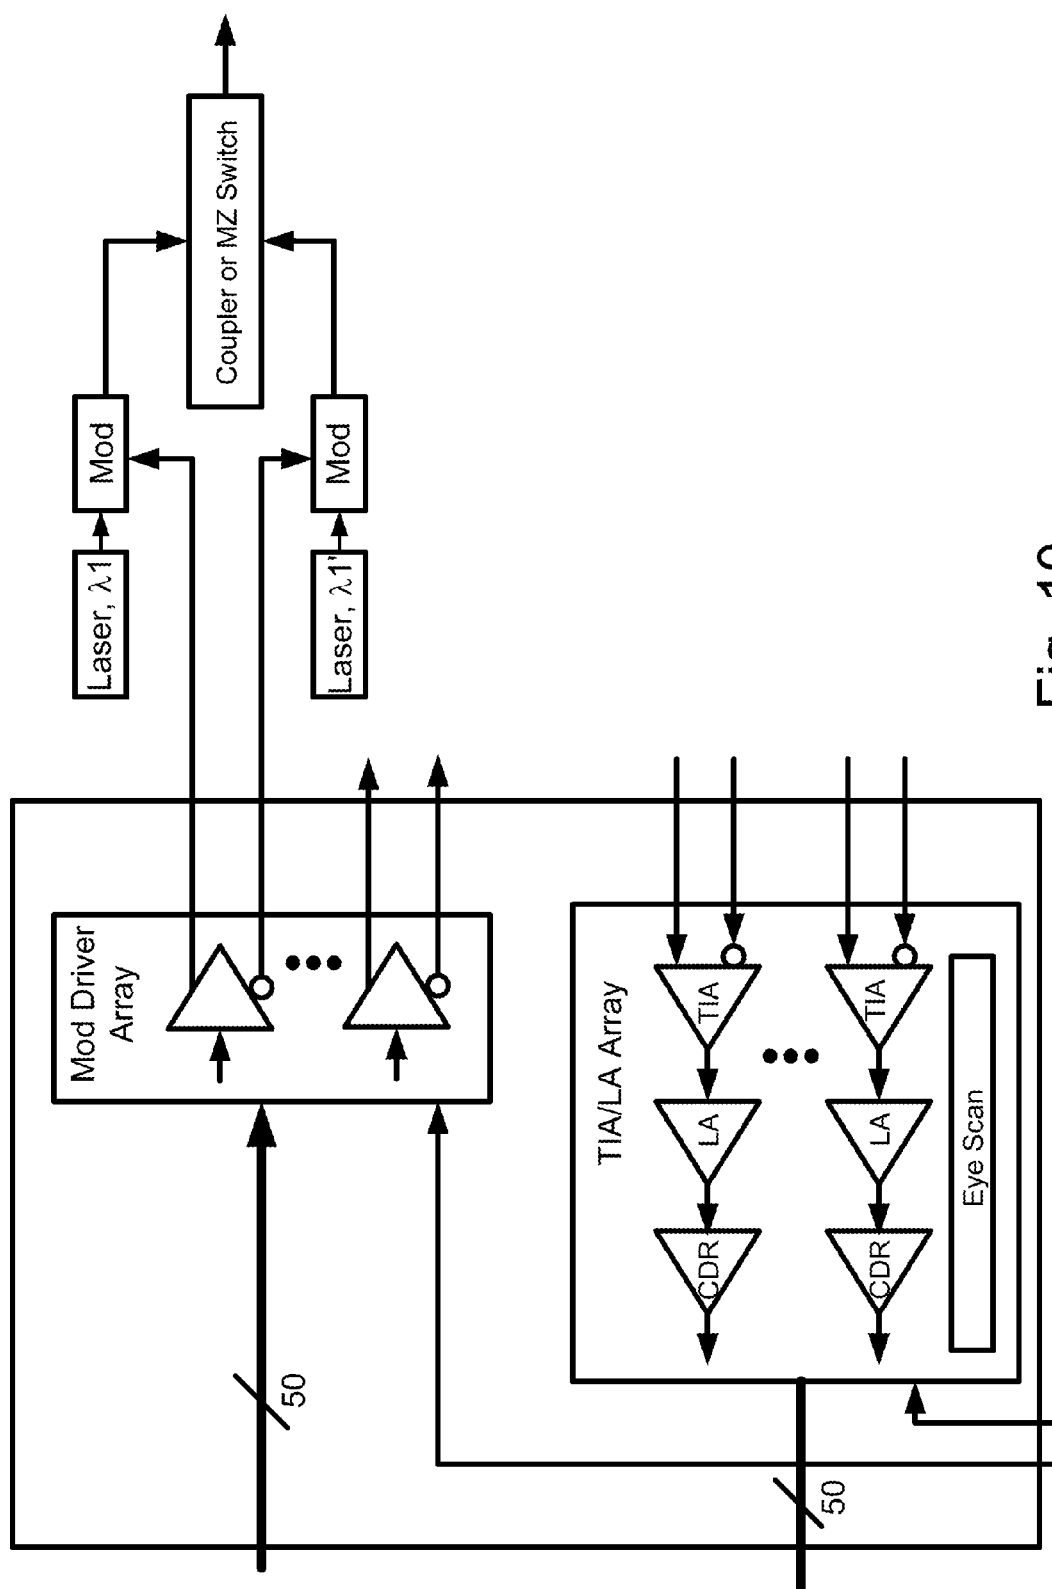 Mod Driver
Array
50
Laser, λ1
Mod
Laser, λ1'
Mod
Coupler or MZ Switch
TIA/LA Array
TIA
LA
CDR
TIA
LA
CDR
Eye Scan
50